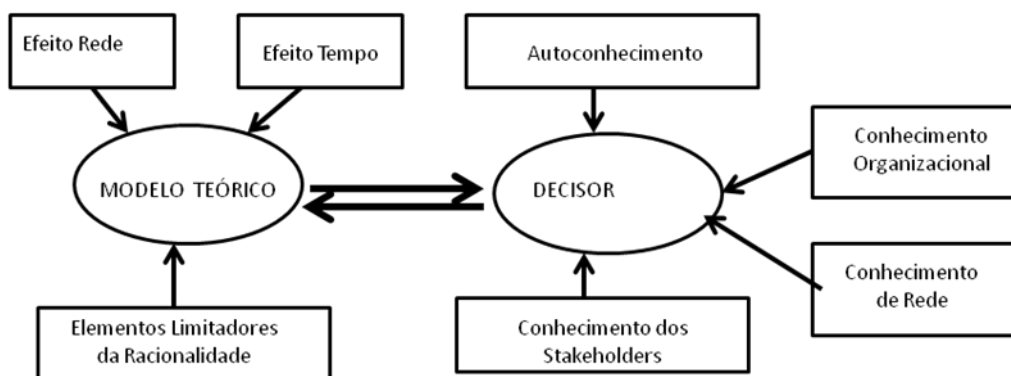 Efeito Rede
Efeito Tempo
Autoconhecimento
Conhecimento
Organizacional
MODELO TEÓRICO
DECISOR
Conhecimento
de Rede
Elementos Limitadores
da Racionalidade
Conhecimento dos
Stakeholders